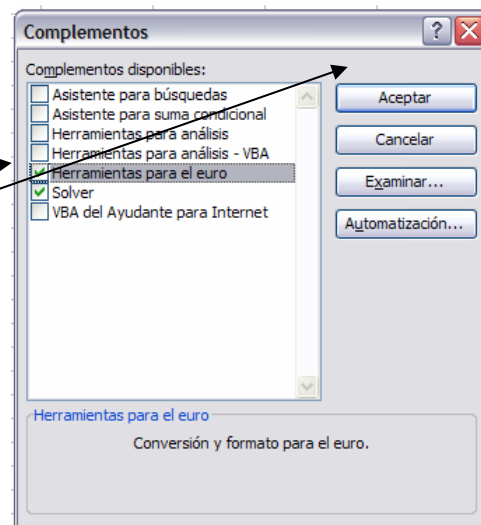 Complementos
Complementos disponibles:
Asistente para búsquedas
Asistente para suma condicional
Herramientas para análisis
Herramientas para análisis - VBA
Herramientas para el euro
Solver
VBA del Ayudante para Internet
Aceptar
Cancelar
Examinar...
Automatización...
Herramientas para el euro
Conversión y formato para el euro.